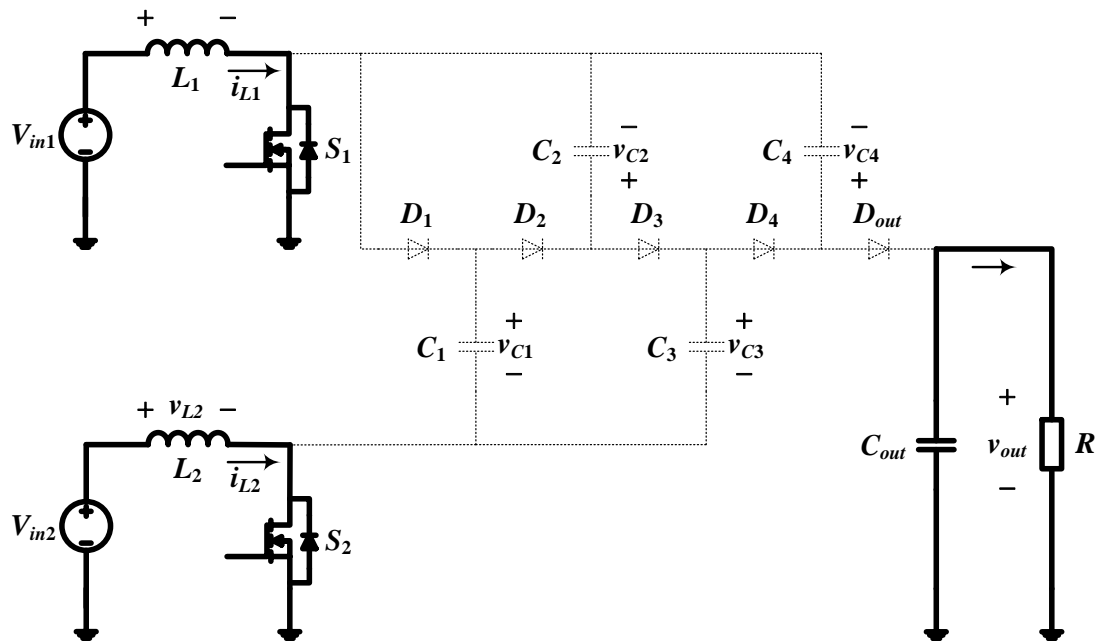 + −
L1
iL1
Vin1
+
−
S1
C2
−
vC2
+
C4
−
vC4
+
D1
D2
D3
D4
Dout
C1
+
vC1
−
C3
+
vC3
−
+ vL2 −
L2
iL2
Vin2
+
−
S2
Cout
+
vout
−
R